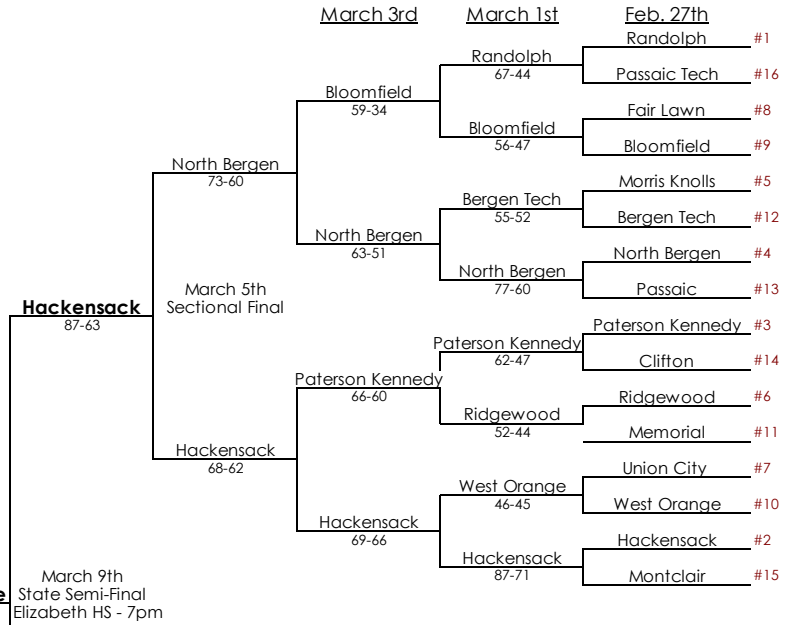 March 3rd March 1st Feb. 27th
Randolph #1
Randolph
67-44
Passaic Tech #16
Bloomfield
59-34
Fair Lawn #8
Bloomfield
56-47
Bloomfield #9
North Bergen
73-60
Morris Knolls #5
Bergen Tech
55-52
Bergen Tech #12
North Bergen
63-51
North Bergen #4
North Bergen
77-60
Passaic #13
March 5th
Sectional Final
Hackensack
87-63
Paterson Kennedy #3
Paterson Kennedy
62-47
Clifton #14
Paterson Kennedy
66-60
Ridgewood #6
Ridgewood
52-44
Memorial #11
Hackensack
68-62
Union City #7
West Orange
46-45
West Orange #10
Hackensack
69-66
Hackensack #2
Hackensack
87-71
Montclair #15
March 9th
State Semi-Final
Elizabeth HS - 7pm